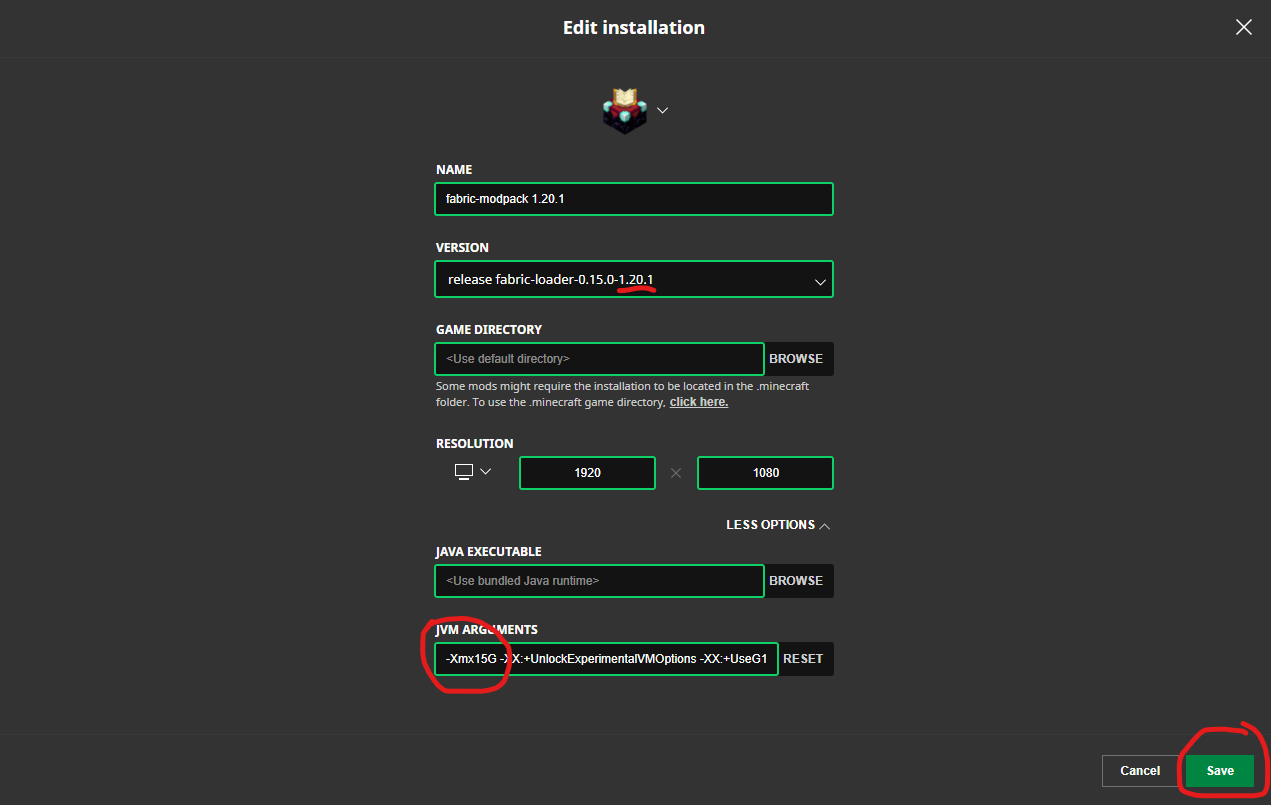 Edit installation
NAME
fabric-modpack 1.20.1
VERSION
release fabric-loader-0.15.0-1.20.1
GAME DIRECTORY
<Use default directory>
BROWSE
Some mods might require the installation to be located in the .minecraft
folder. To use the .minecraft game directory, click here.
RESOLUTION
1920
1080
LESS OPTIONS
JAVA EXECUTABLE
<Use bundled Java runtime>
BROWSE
JVM ARGUMENTS
-Xmx15G -XX:+UnlockExperimentalVMOptions -XX:+UseG1
RESET
Cancel
Save